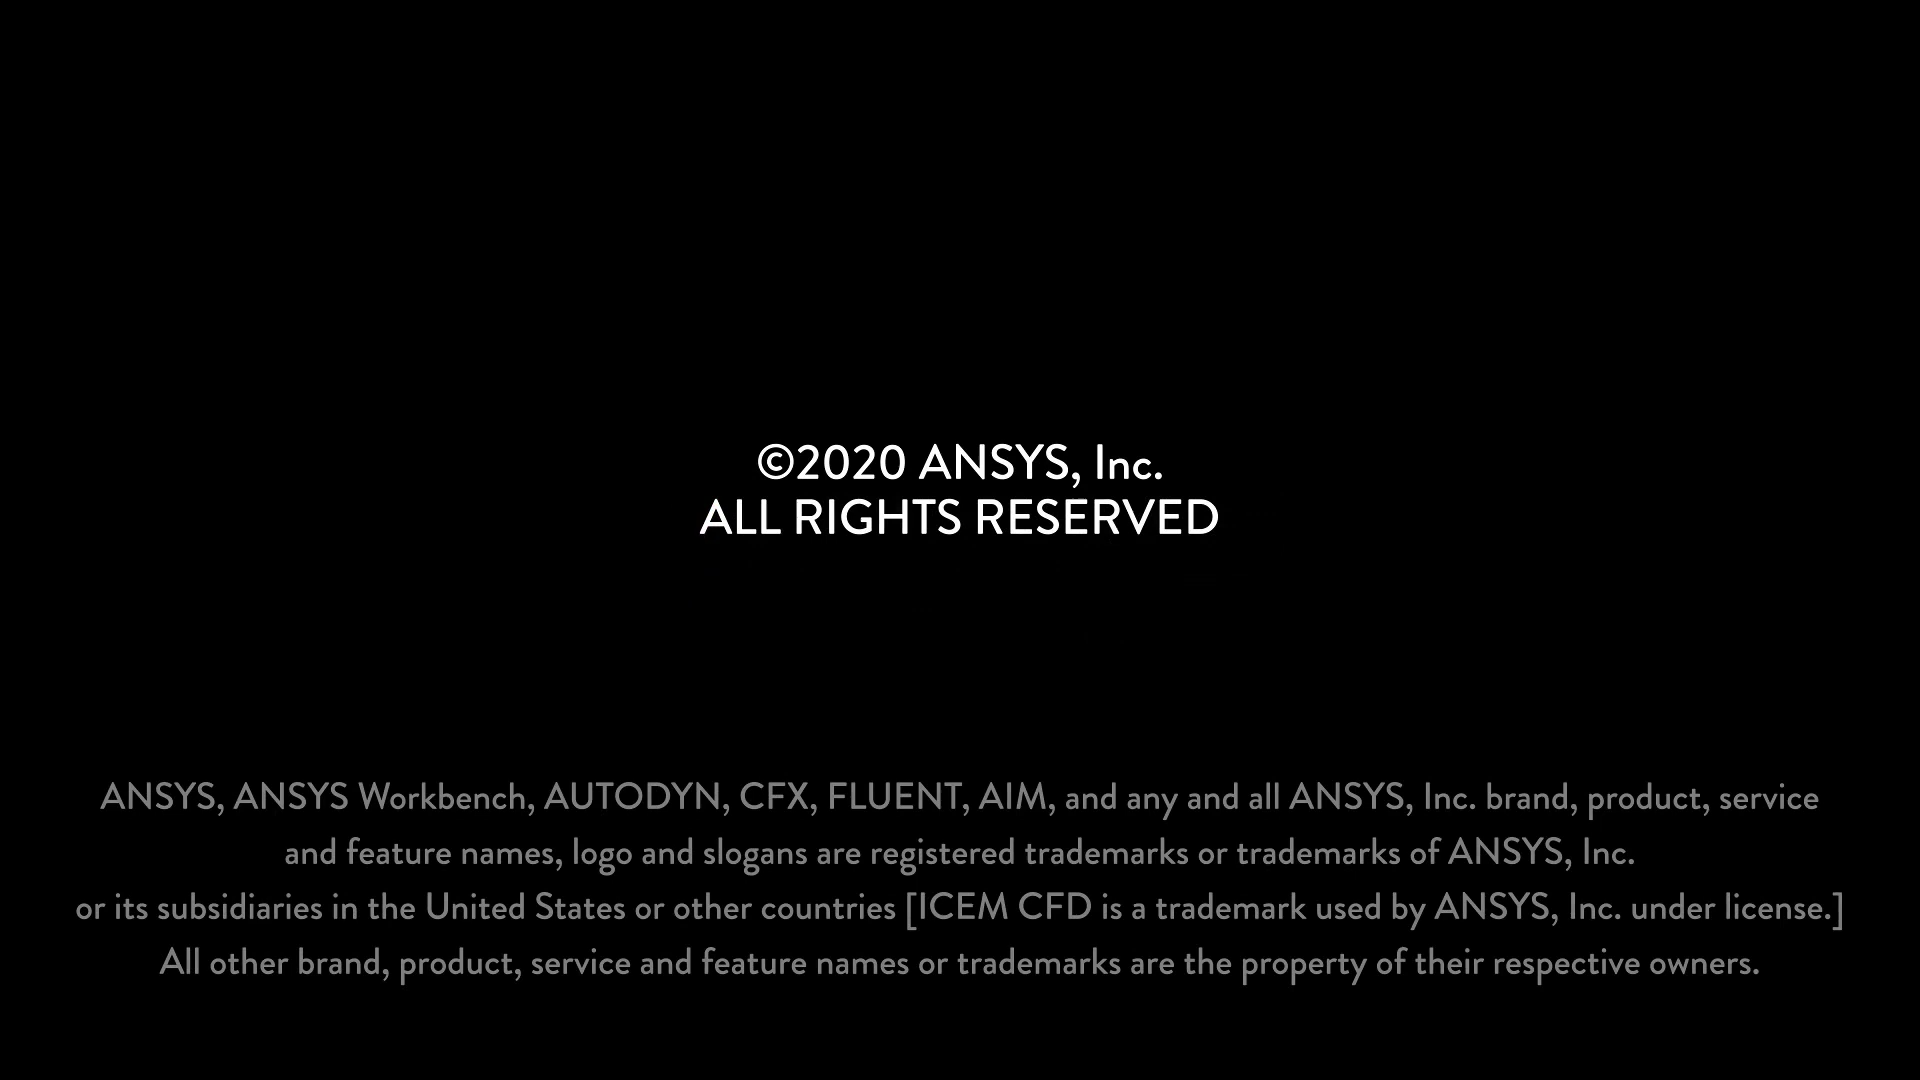 ©2020 ANSYS, Inc.
ALL RIGHTS RESERVED
ANSYS, ANSYS Workbench, AUTODYN, CFX, FLUENT, AIM, and any and all ANSYS, Inc. brand, product, service
and feature names, logo and slogans are registered trademarks or trademarks of ANSYS, Inc.
or its subsidiaries in the United States or other countries [ICEM CFD is a trademark used by ANSYS, Inc. under license.]
All other brand, product, service and feature names or trademarks are the property of their respective owners.